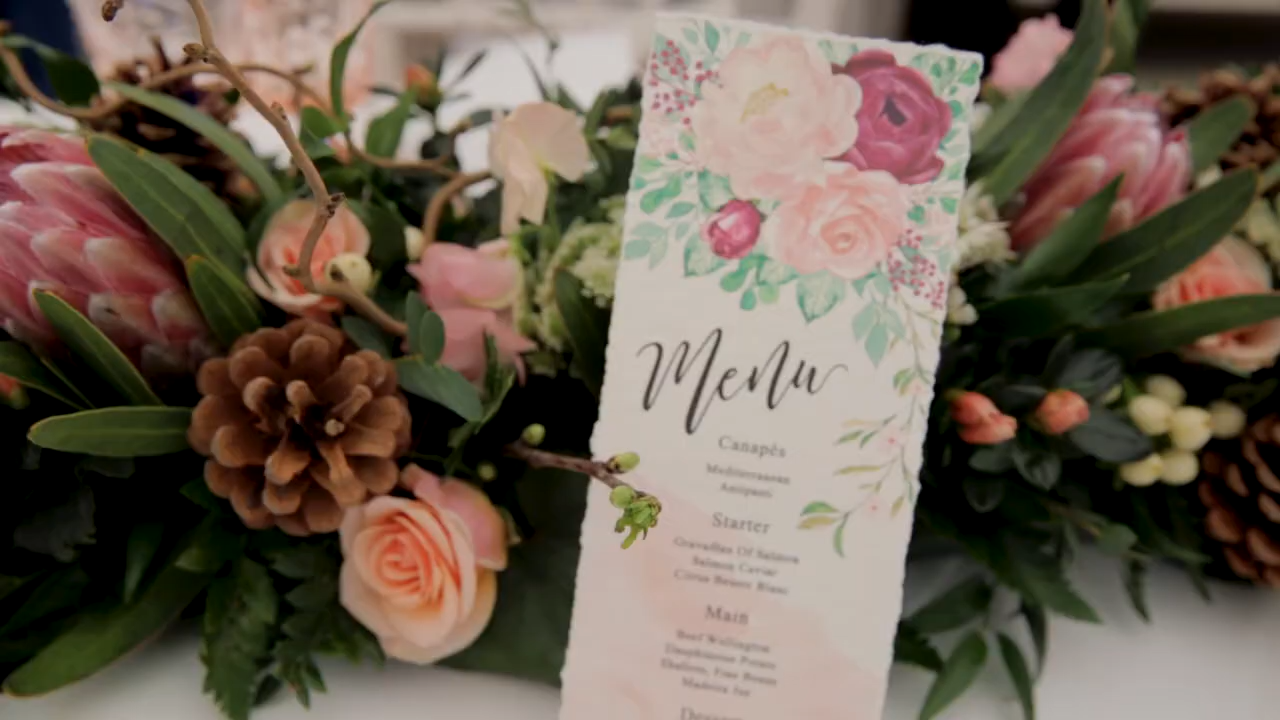 Menu
Canapés
Mediterranean
Antipasti
Starter
Gravadlax Of Salmon
Salmon Caviar
Citrus Beurre Blanc
Main
Beef Wellington
Dauphinoise Potato
Shallots, Fine Beans
Madeira Jus